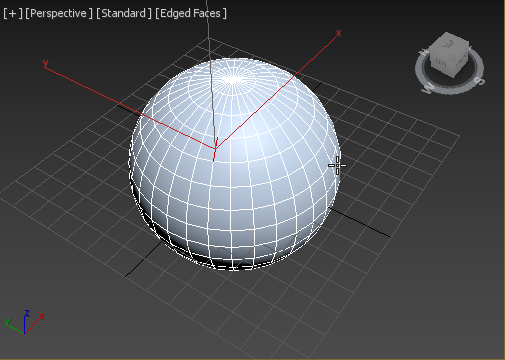 [+] [Perspective] [Standard] [Edged Faces]
x
y
z
x
y